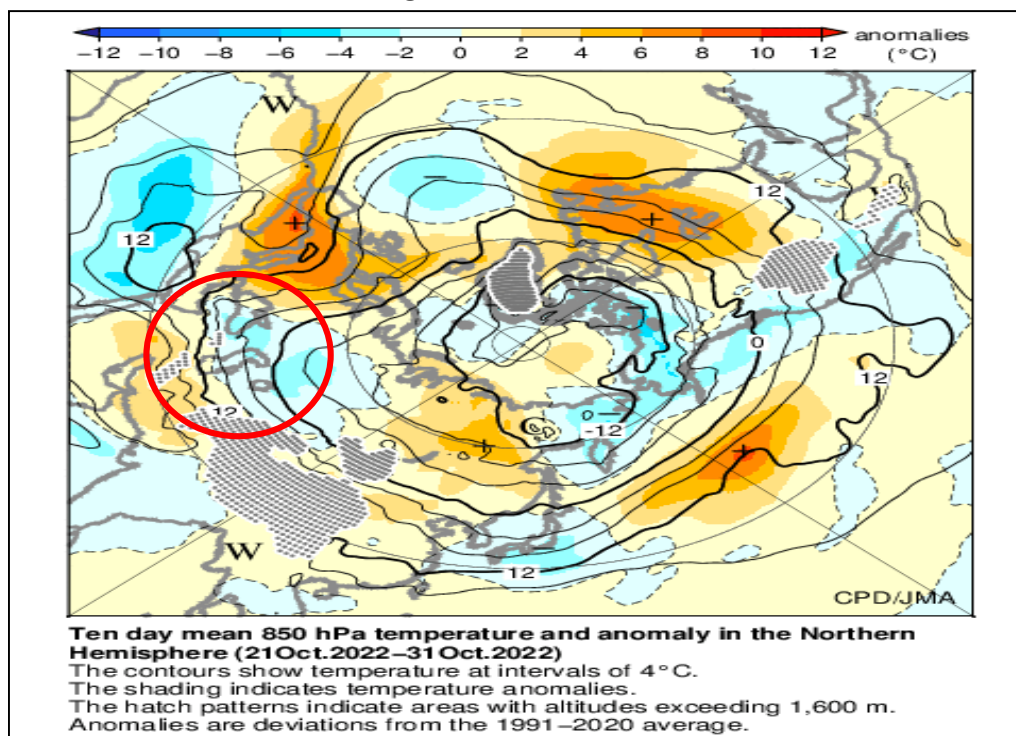 −12 −10 −8 −6 −4 −2 0 2 4 6 8 10 12 anomalies
(°C)
W
12
12
0
12
12
-12
W
12
CPD/JMA
Ten day mean 850 hPa temperature and anomaly in the Northern
Hemisphere (21Oct.2022−31Oct.2022)
The contours show temperature at intervals of 4°C.
The shading indicates temperature anomalies.
The hatch patterns indicate areas with altitudes exceeding 1,600 m.
Anomalies are deviations from the 1991−2020 average.